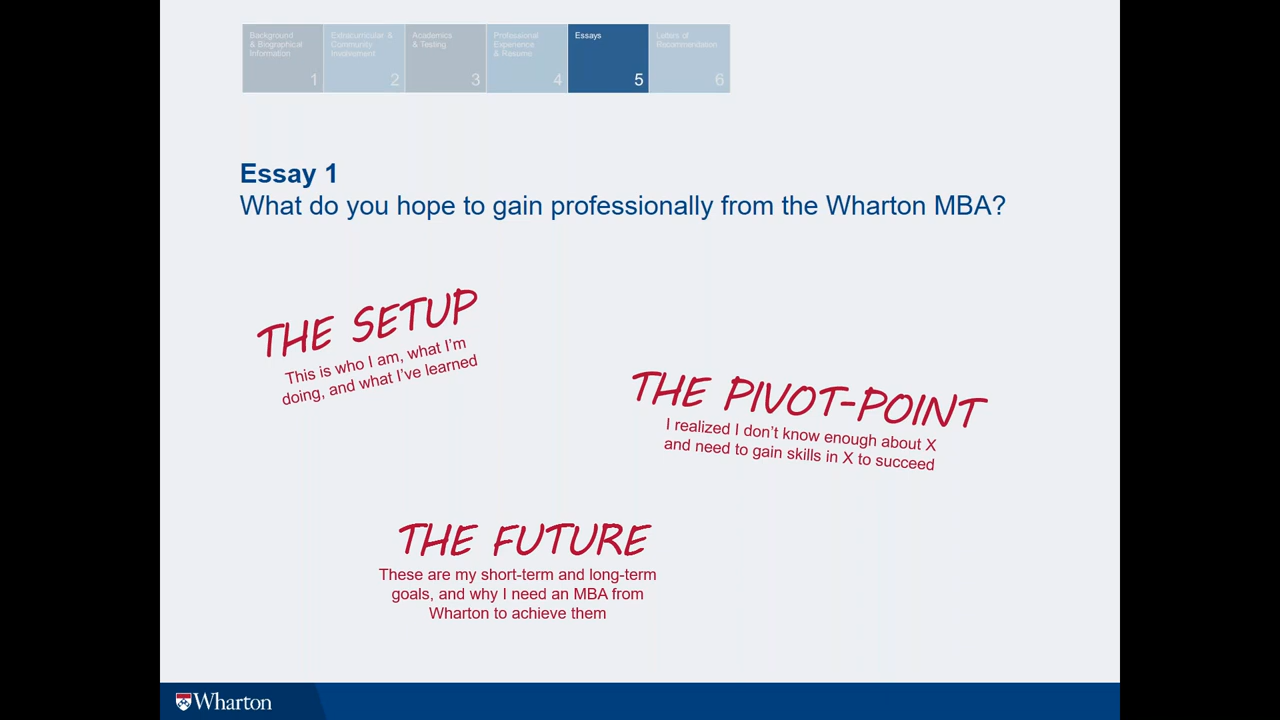 Background
& Biographical
Information
1
Extracurricular &
Community
Involvement
2
Academics
& Testing
3
Professional
Experience
& Resume
4
Essays
5
Letters of
Recommendation
6
Essay 1
What do you hope to gain professionally from the Wharton MBA?
THE SETUP
This is who I am, what I'm
doing, and what I've learned
THE PIVOT-POINT
I realized I don't know enough about X
and need to gain skills in X to succeed
THE FUTURE
These are my short-term and long-term
goals, and why I need an MBA from
Wharton to achieve them
Wharton